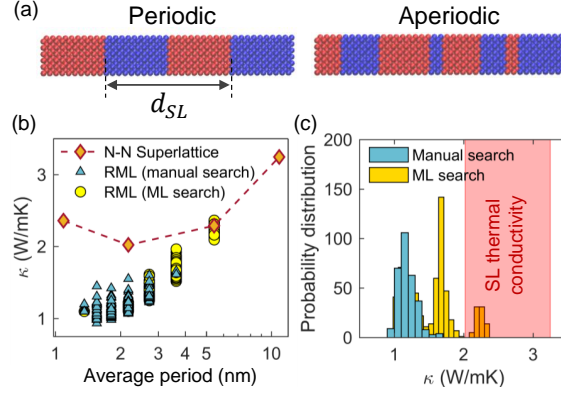 (a)
Periodic
Aperiodic
d_SL
(b)
N-N Superlattice
RML (manual search)
RML (ML search)
κ (W/mK)
3
2
1
1
2
3
4
5
10
Average period (nm)
(c)
200
150
100
50
0
Probability distribution
Manual search
ML search
SL thermal
conductivity
1
2
3
κ (W/mK)